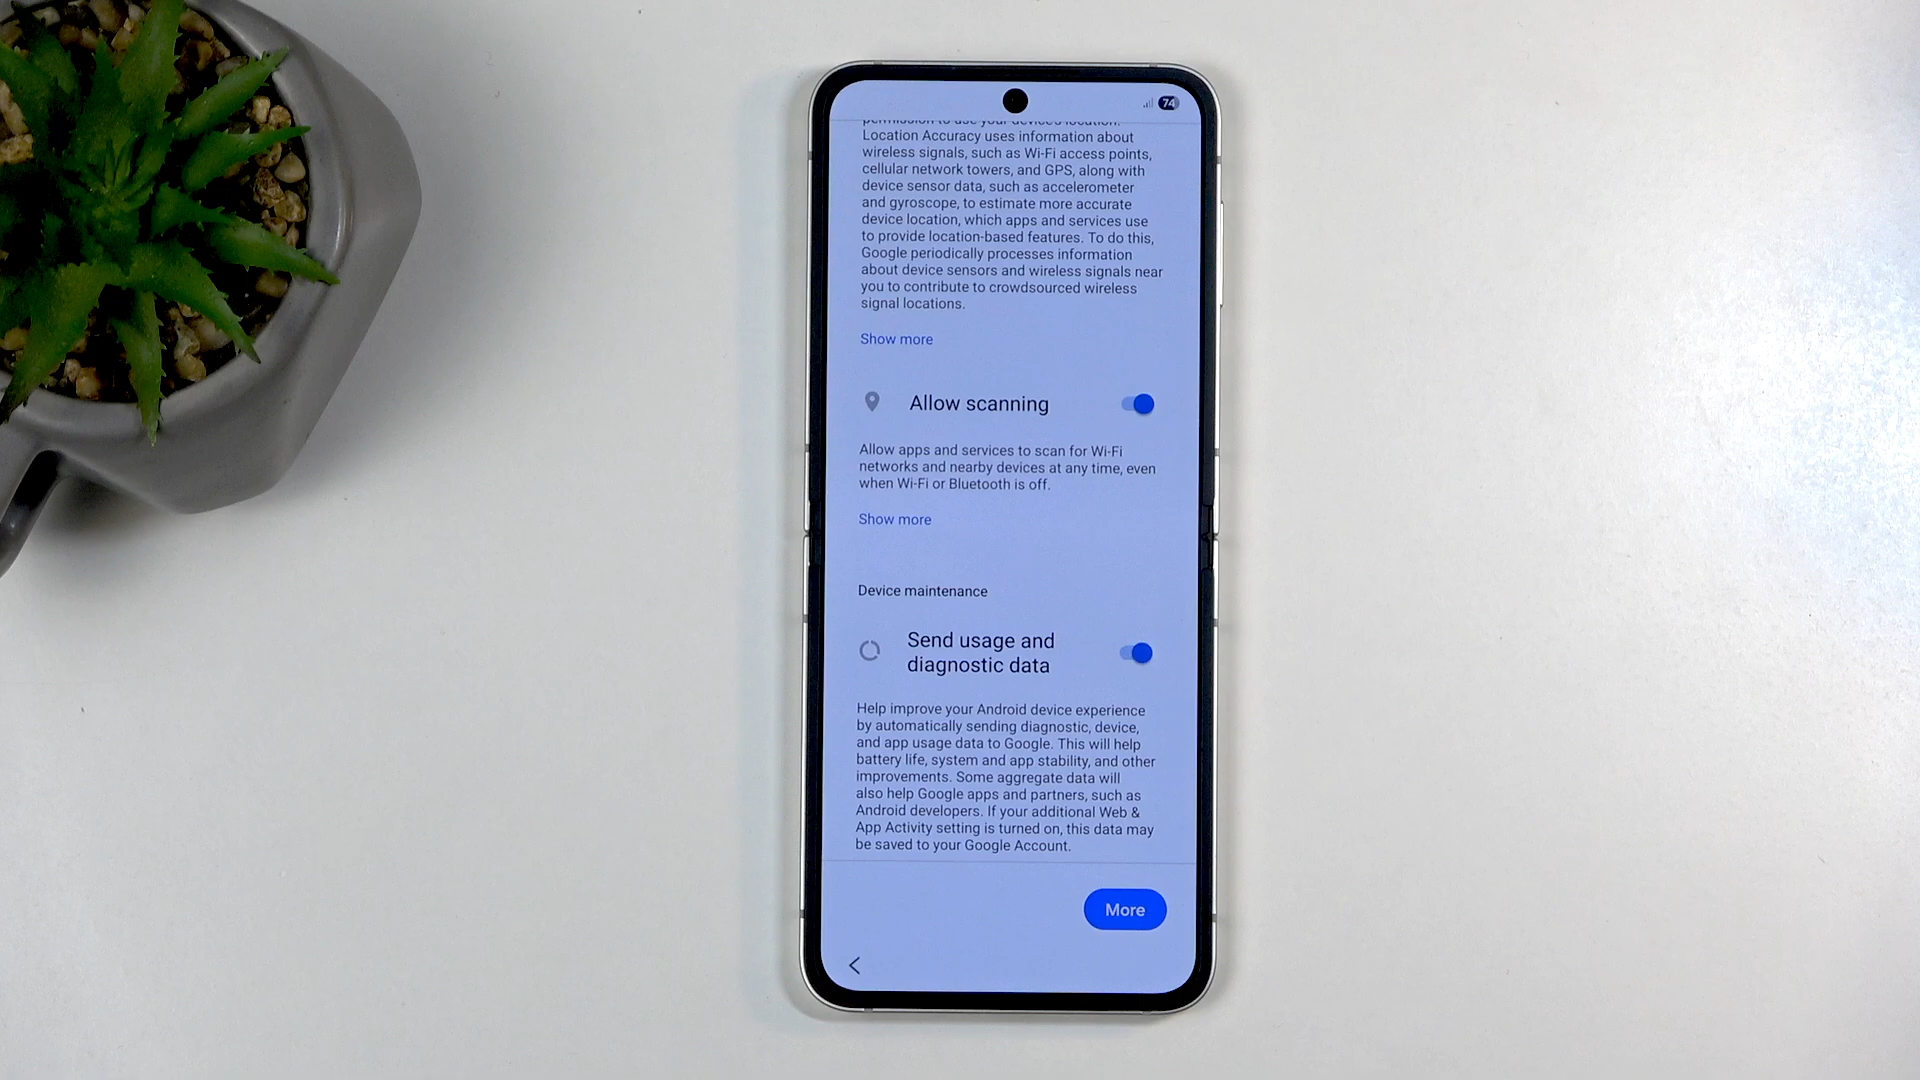 74
permission to use your device's location.
Location Accuracy uses information about
wireless signals, such as Wi-Fi access points,
cellular network towers, and GPS, along with
device sensor data, such as accelerometer
and gyroscope, to estimate more accurate
device location, which apps and services use
to provide location-based features. To do this,
Google periodically processes information
about device sensors and wireless signals near
you to contribute to crowdsourced wireless
signal locations.
Show more
Allow scanning
Allow apps and services to scan for Wi-Fi
networks and nearby devices at any time, even
when Wi-Fi or Bluetooth is off.
Show more
Device maintenance
Send usage and
diagnostic data
Help improve your Android device experience
by automatically sending diagnostic, device,
and app usage data to Google. This will help
battery life, system and app stability, and other
improvements. Some aggregate data will
also help Google apps and partners, such as
Android developers. If your additional Web &
App Activity setting is turned on, this data may
be saved to your Google Account.
More